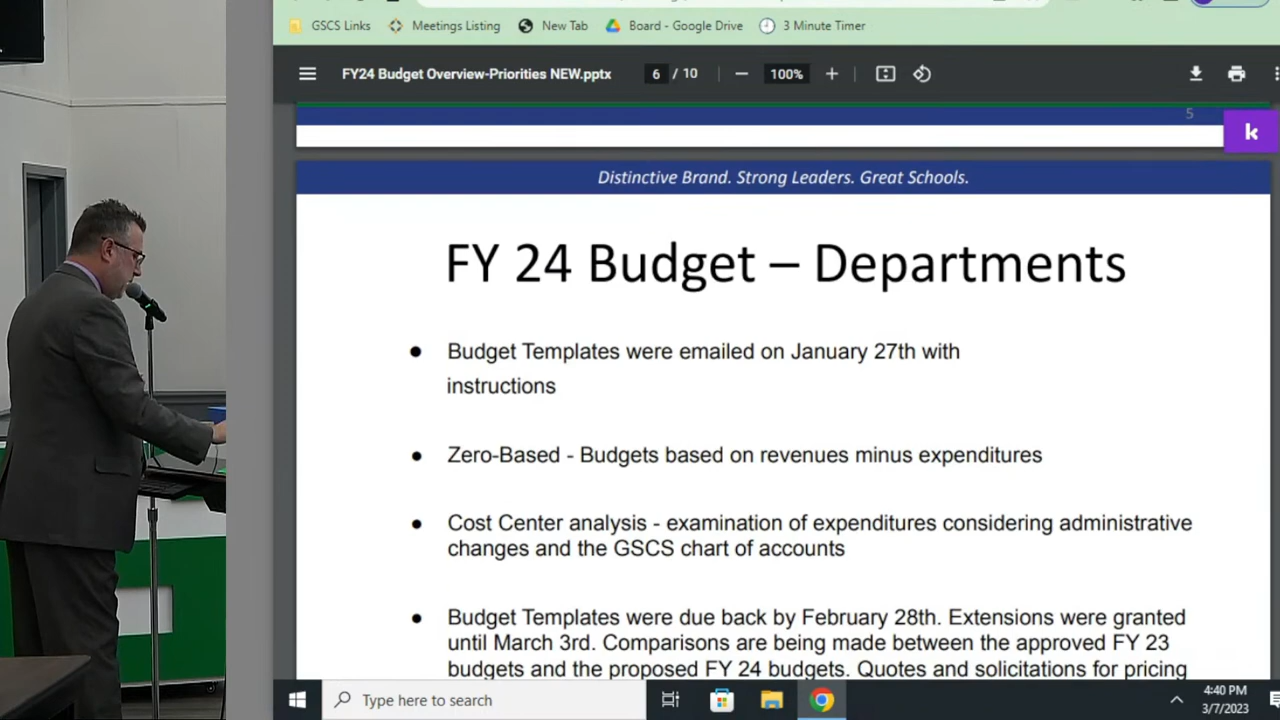 GSCS Links
Meetings Listing
New Tab
Board - Google Drive
3 Minute Timer
FY24 Budget Overview-Priorities NEW.pptx
6 / 10
100%
5
k
Distinctive Brand. Strong Leaders. Great Schools.
FY 24 Budget – Departments
● Budget Templates were emailed on January 27th with
instructions
● Zero-Based - Budgets based on revenues minus expenditures
● Cost Center analysis - examination of expenditures considering administrative
changes and the GSCS chart of accounts
● Budget Templates were due back by February 28th. Extensions were granted
until March 3rd. Comparisons are being made between the approved FY 23
budgets and the proposed FY 24 budgets. Quotes and solicitations for pricing
Type here to search
4:40 PM
3/7/2023